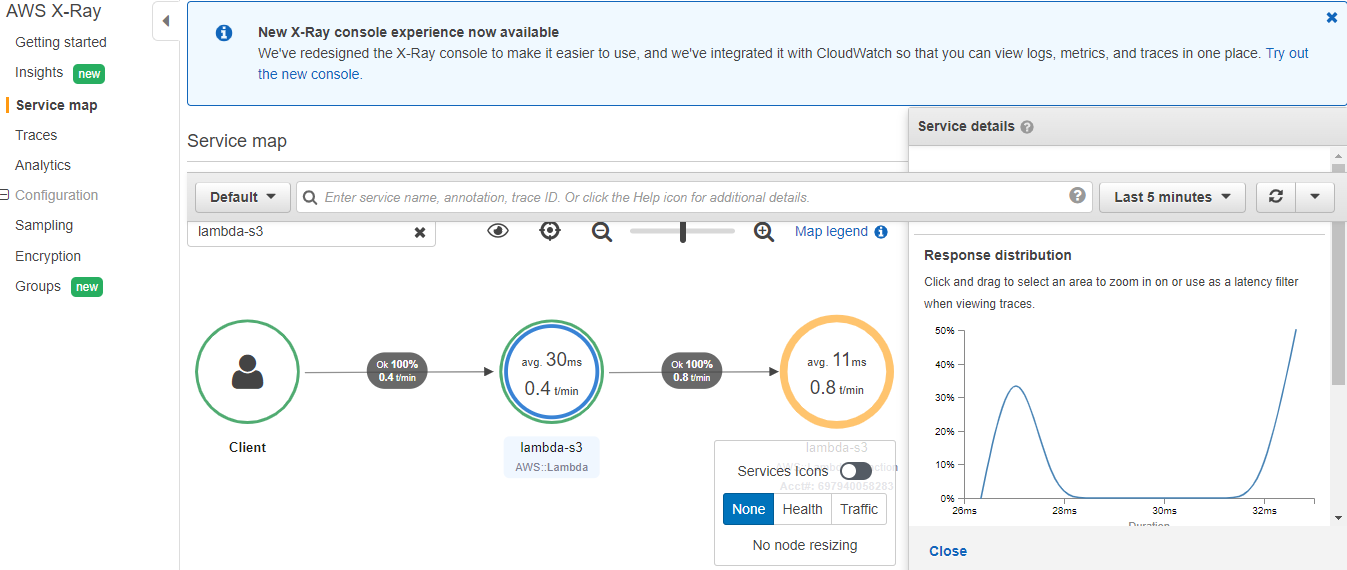 AWS X-Ray
Getting started
Insights new
Service map
Traces
Analytics
Configuration
Sampling
Encryption
Groups new
New X-Ray console experience now available
We've redesigned the X-Ray console to make it easier to use, and we've integrated it with CloudWatch so that you can view logs, metrics, and traces in one place. Try out
the new console.
Service map
Service details ?
Default
Enter service name, annotation, trace ID. Or click the Help icon for additional details. ?
Last 5 minutes
lambda-s3
Map legend
Ok 100%
0.4 t/min
avg. 30ms
0.4 t/min
Ok 100%
0.8 t/min
avg. 11ms
0.8 t/min
Client
lambda-s3
AWS::Lambda
lambda-s3
Acct#: 697940058283
Services Icons
None Health Traffic
No node resizing
Response distribution
Click and drag to select an area to zoom in on or use as a latency filter
when viewing traces.
50%
40%
30%
20%
10%
0%
26ms 28ms 30ms 32ms
Duration
Close